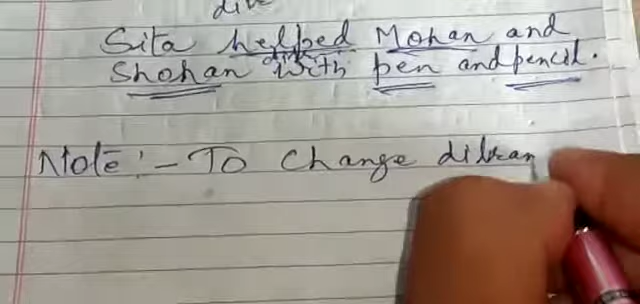 Sita helped Mohan and
Shohan with pen and pencil.
Note:- To change